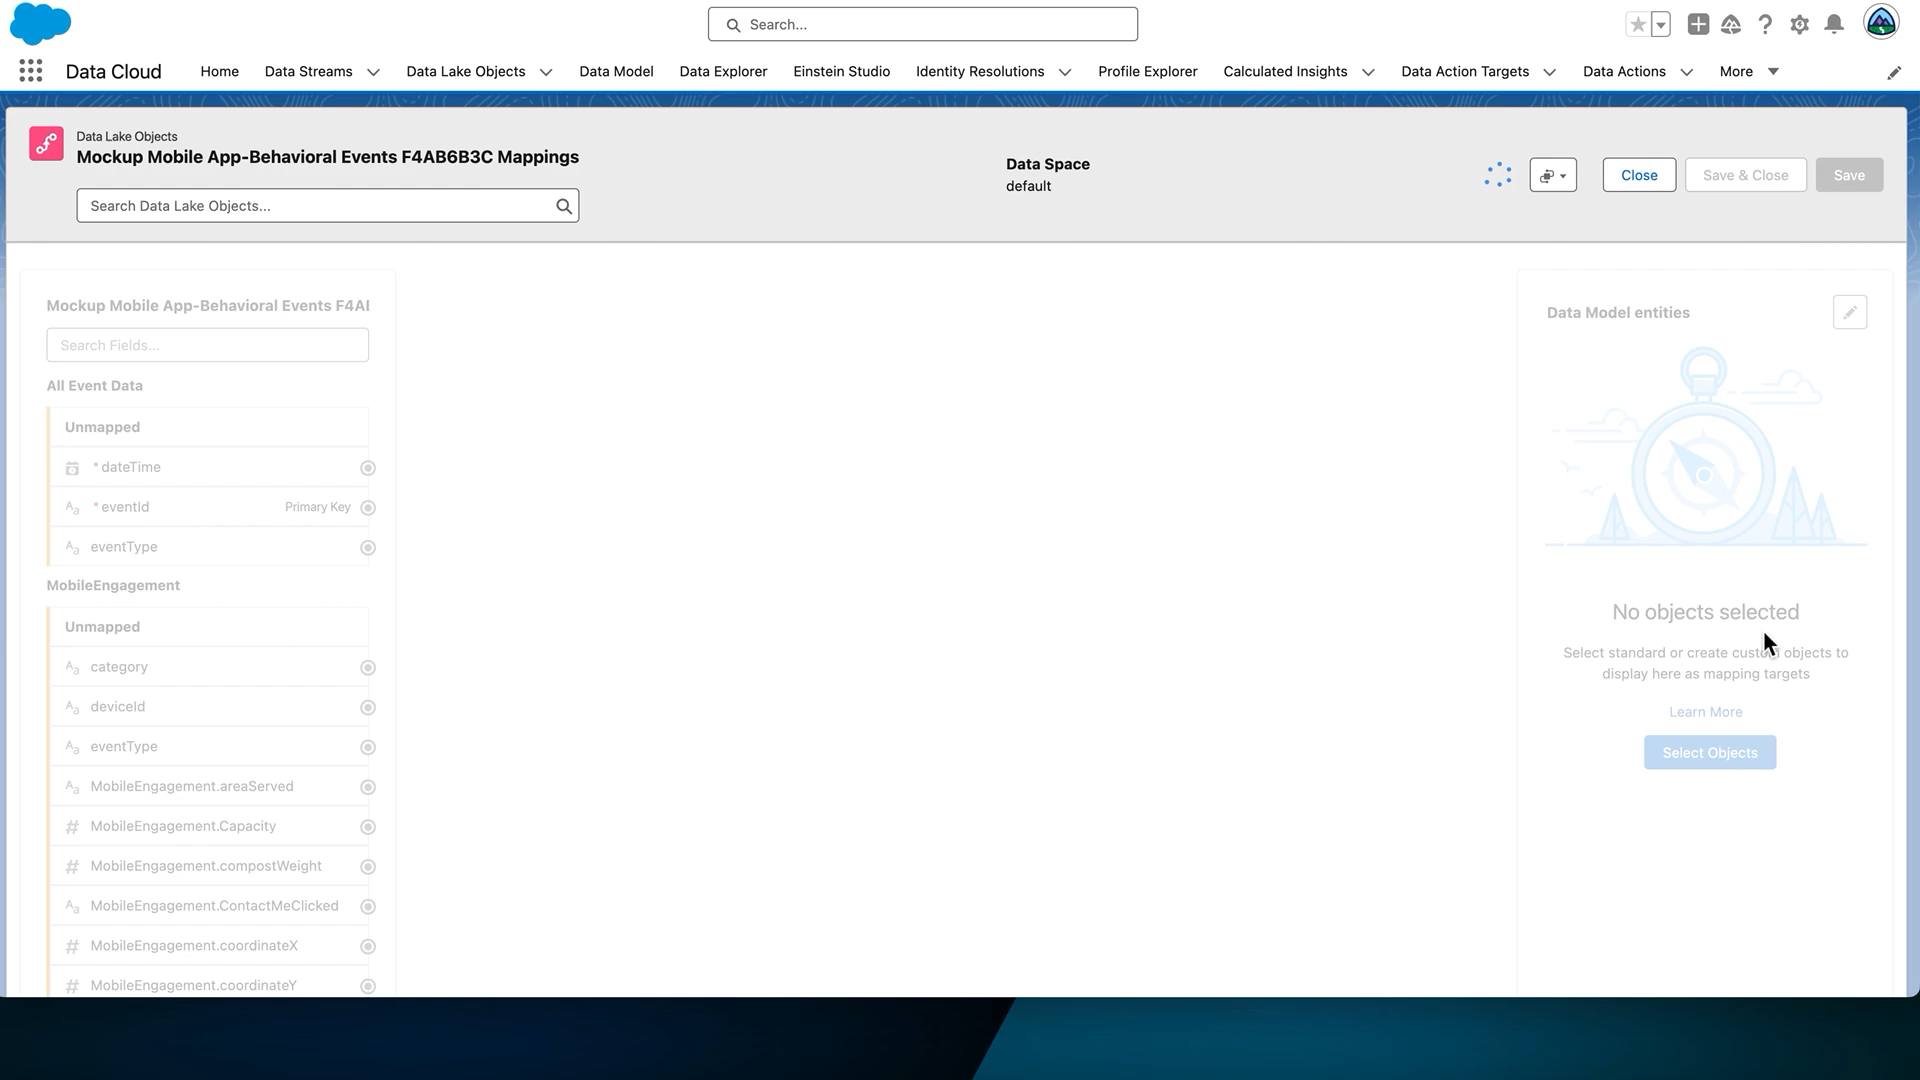 Search...
Data Cloud
Home
Data Streams
Data Lake Objects
Data Model
Data Explorer
Einstein Studio
Identity Resolutions
Profile Explorer
Calculated Insights
Data Action Targets
Data Actions
More
Data Lake Objects
Mockup Mobile App-Behavioral Events F4AB6B3C Mappings
Search Data Lake Objects...
Data Space
default
Close
Save & Close
Save
Mockup Mobile App-Behavioral Events F4AB
Search Fields...
All Event Data
Unmapped
* dateTime
* eventId Primary Key
eventType
MobileEngagement
Unmapped
category
deviceId
eventType
MobileEngagement.areaServed
MobileEngagement.Capacity
MobileEngagement.compostWeight
MobileEngagement.ContactMeClicked
MobileEngagement.coordinateX
MobileEngagement.coordinateY
Data Model entities
No objects selected
Select standard or create custom objects to
display here as mapping targets
Learn More
Select Objects